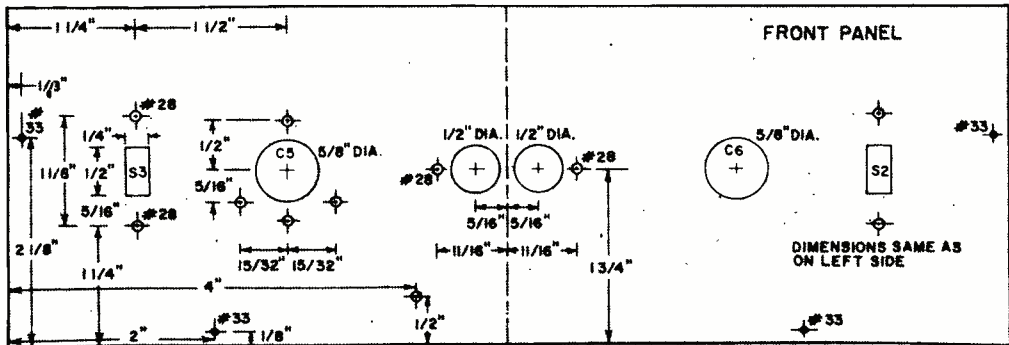 1 1/4"
1 1/2"
FRONT PANEL
1/8"
#
33
#28
1/4"
1/2"
S3
1 1/6"
5/16"
#28
2 1/8"
1 1/4"
1/2"
5/16"
C5
5/8" DIA.
15/32" 15/32"
1/2" DIA. 1/2" DIA.
#28
#28
5/16" 5/16"
11/16" 11/16"
C6
5/8" DIA.
S2
#33
1 3/4"
DIMENSIONS SAME AS
ON LEFT SIDE
4"
1/2"
#33
2"
1/8"
#33